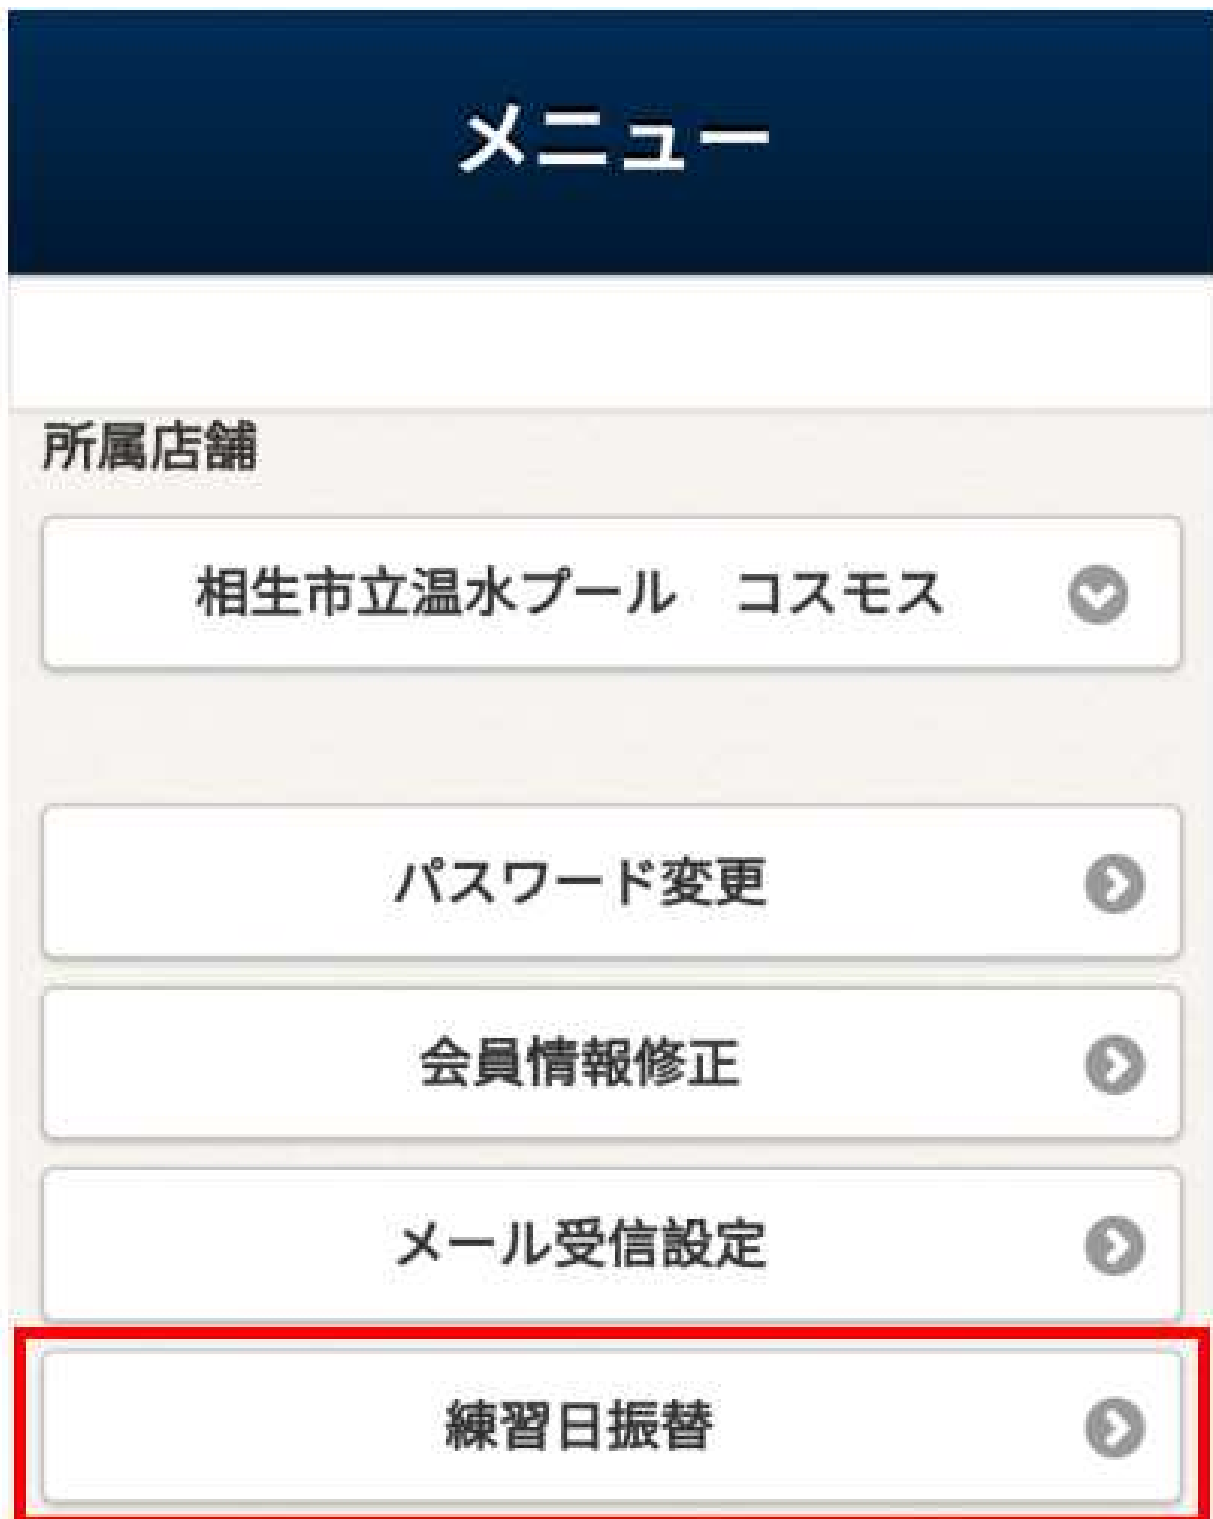 メニュー
所属店舗
相生市立温水プール　コスモス
パスワード変更
会員情報修正
メール受信設定
練習日振替